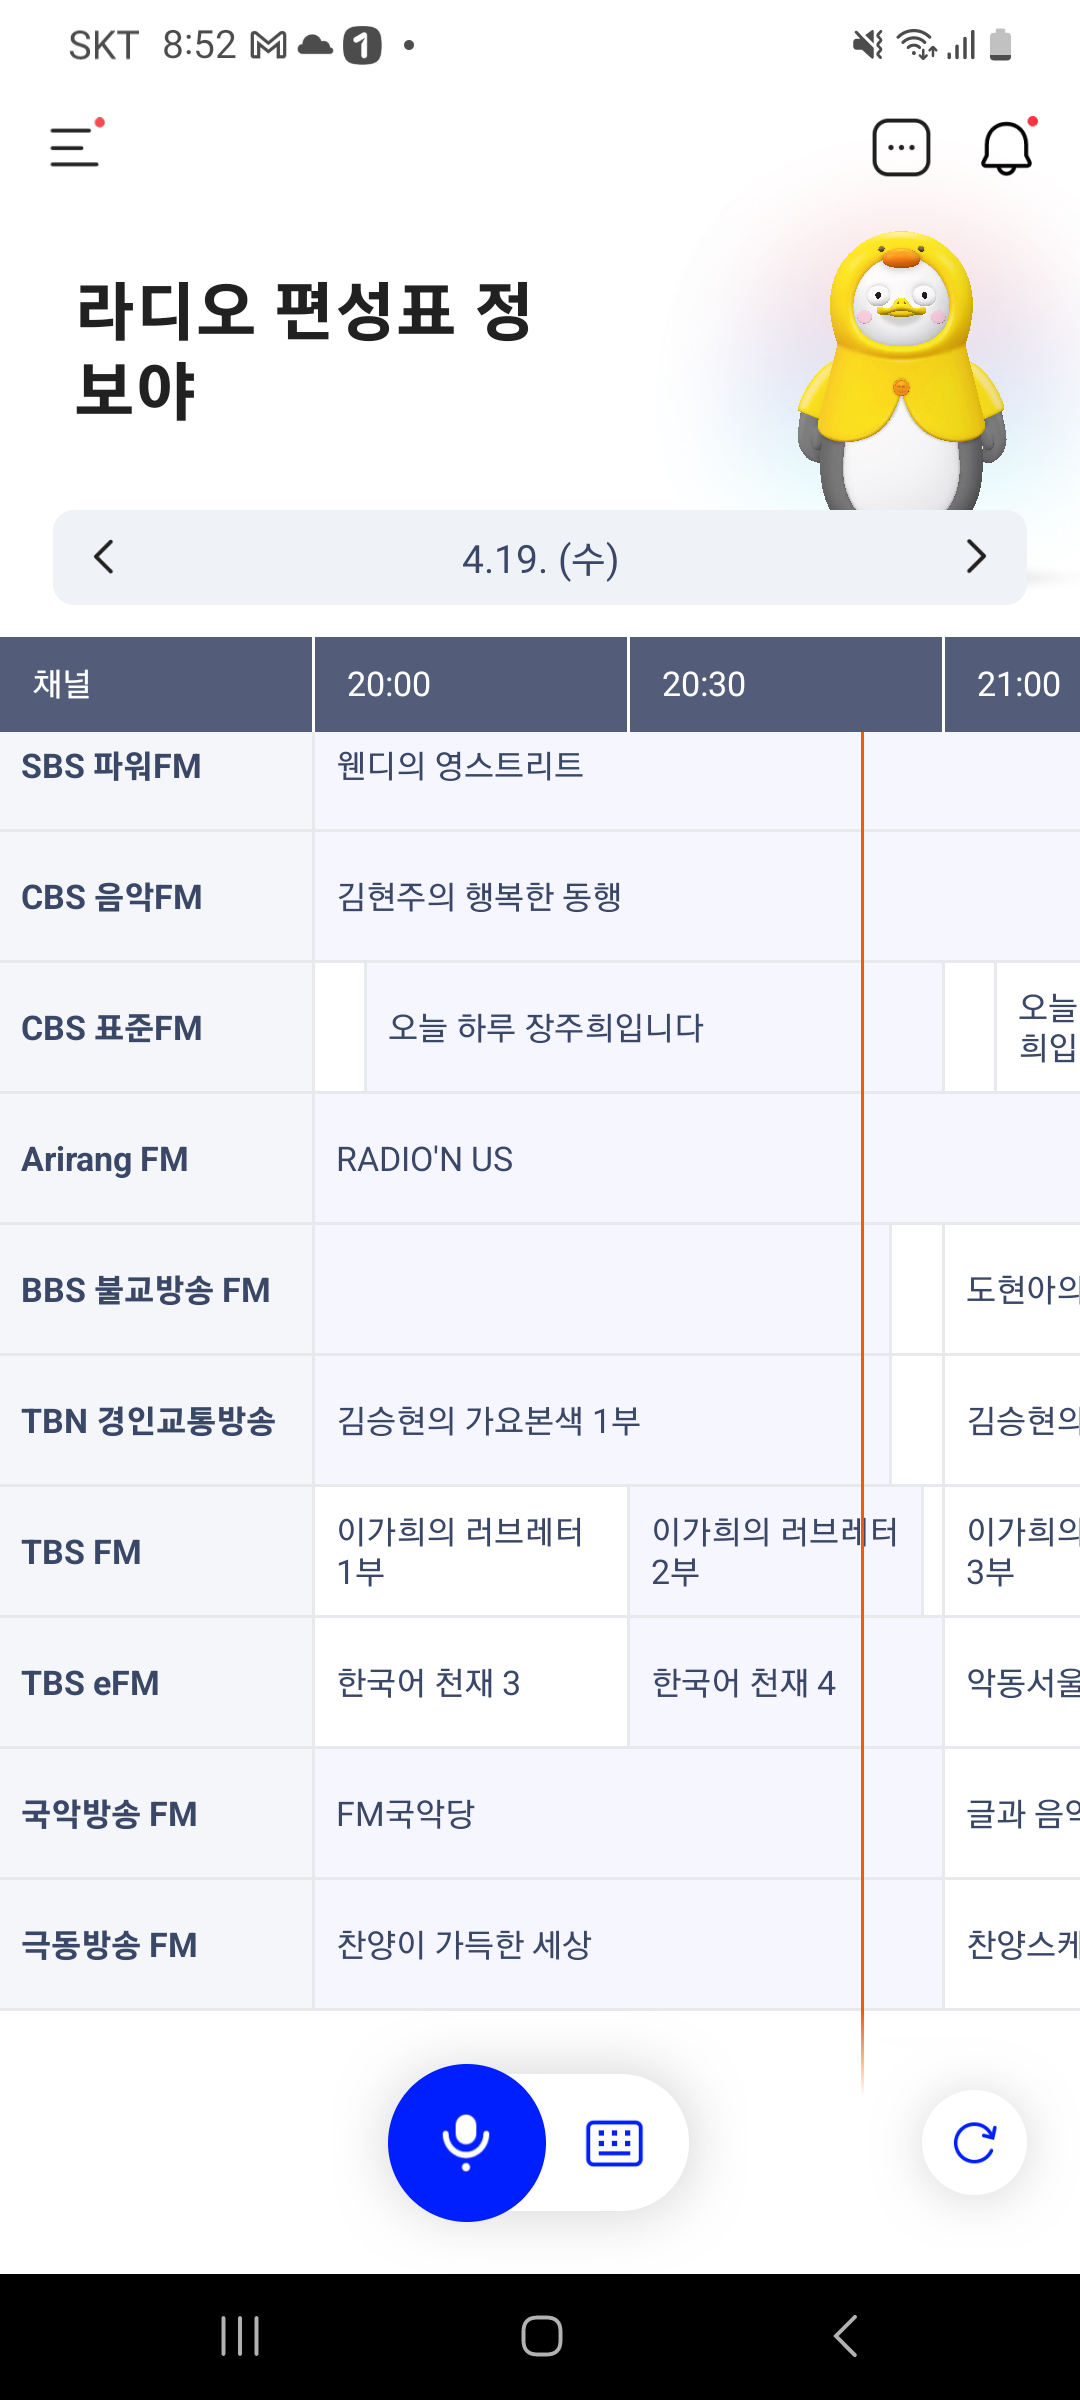 SKT 8:52 1
라디오 편성표 정
보야
4.19. (수)
채널 20:00 20:30 21:00
SBS 파워FM 웬디의 영스트리트
CBS 음악FM 김현주의 행복한 동행
CBS 표준FM 오늘 하루 장주희입니다 오늘
희입
Arirang FM RADIO'N US
BBS 불교방송 FM 도현아의
TBN 경인교통방송 김승현의 가요본색 1부 김승현의
TBS FM 이가희의 러브레터 이가희의 러브레터 이가희의
1부 2부 3부
TBS eFM 한국어 천재 3 한국어 천재 4 악동서울
국악방송 FM FM국악당 글과 음악
극동방송 FM 찬양이 가득한 세상 찬양스케